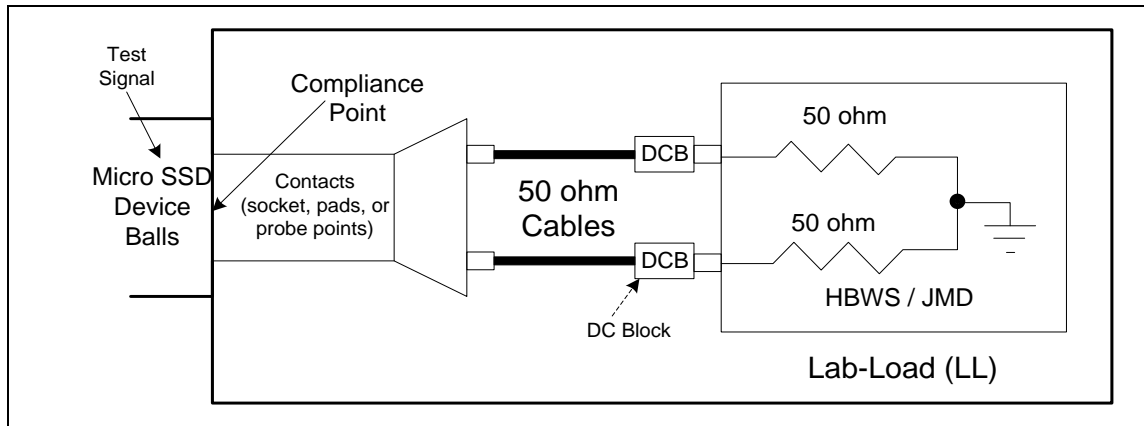 Test
Signal
Compliance
Point
Micro SSD
Device
Balls
Contacts
(socket, pads, or
probe points)
50 ohm
Cables
DCB
DCB
DC Block
50 ohm
50 ohm
HBWS / JMD
Lab-Load (LL)